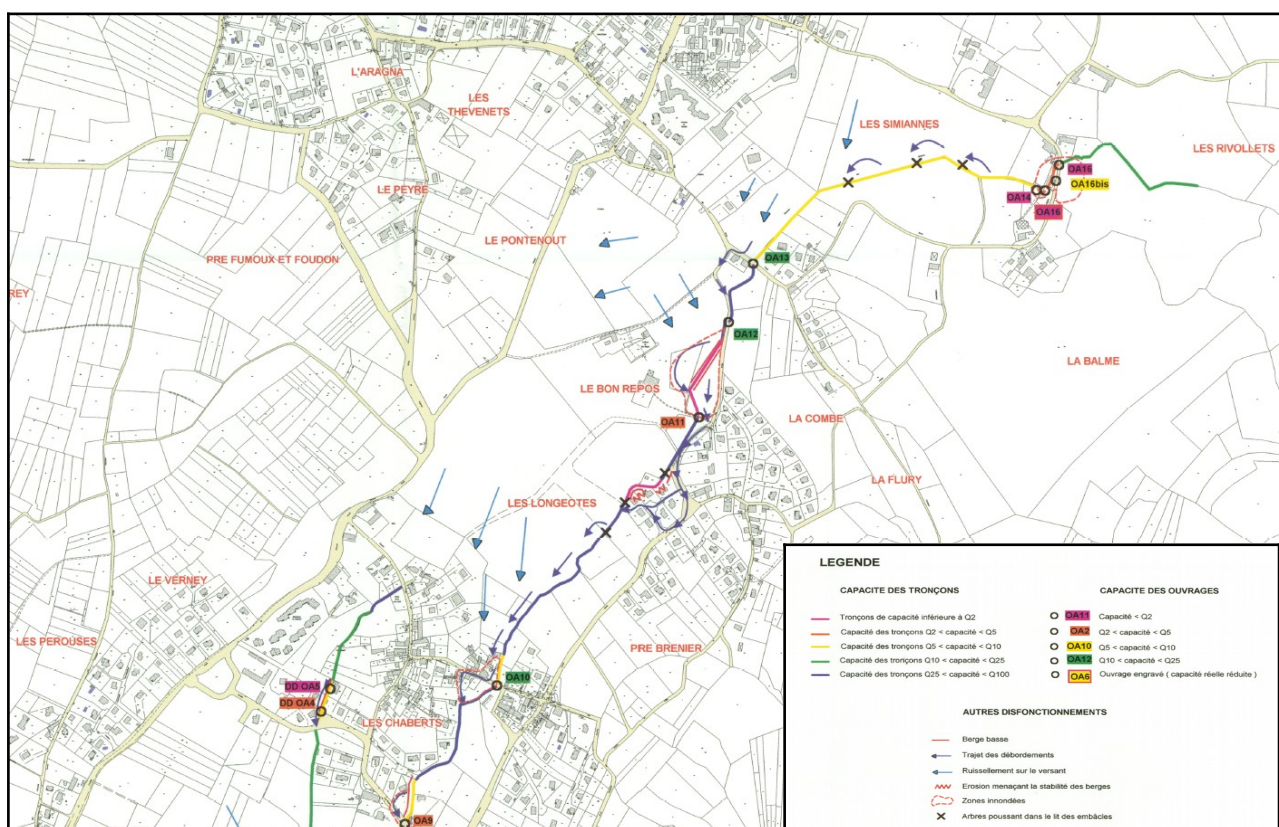 L'ARAGNA
LES
THEVENETS
LES SIMIANNES
LES RIVOLLETS
OA16
OA16bis
LE PEYRE
OA14
OA16
LE PONTENOUT
PRE FUMOUX ET FOUDON
OA13
REY
OA12
LA BALME
LE BON REPOS
OA11
LA COMBE
LA FLURY
LES LONGEOTES
LE VERNEY
LES PEROUSES
PIRE BRENIER
OA10
DD OA5
DD OA4
LES CHABERTS
OA9
LEGENDE
CAPACITE DES TRONÇONS
Tronçons de capacité inférieure à Q2
Capacité des tronçons Q2 < capacité < Q5
Capacité des tronçons Q5 < capacité < Q10
Capacité des tronçons Q10 < capacité < Q25
Capacité des tronçons Q25 < capacité < Q100
CAPACITE DES OUVRAGES
OA11 Capacité < Q2
OA2 Q2 < capacité < Q5
OA10 Q5 < capacité < Q10
OA12 Q10 < capacité < Q25
OA6 Ouvrage engravé ( capacité réelle réduite )
AUTRES DISFONCTIONNEMENTS
Berge basse
Trajet des débordements
Ruissellement sur le versant
Erosion menaçant la stabilité des berges
Zones innondées
Arbres poussant dans le lit des embâcles